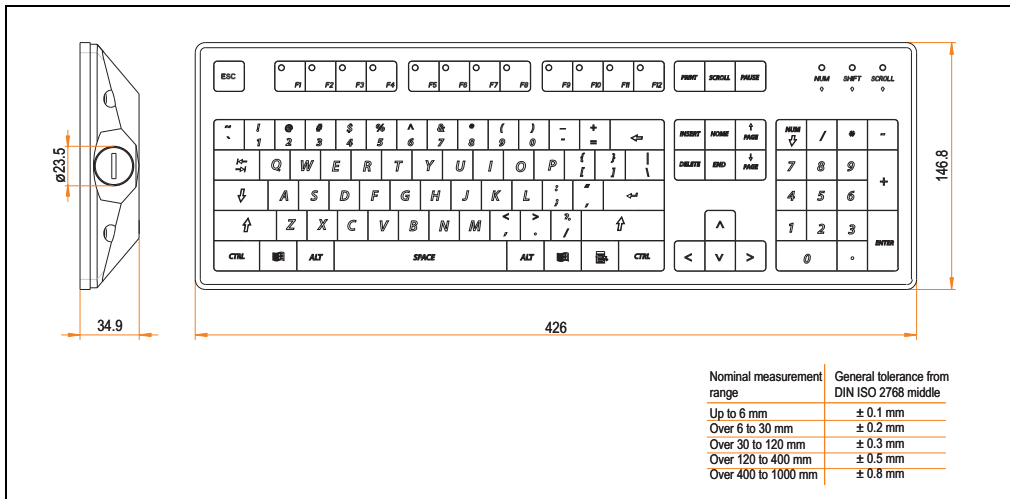 ESC F1 F2 F3 F4 F5 F6 F7 F8 F9 F10 F11 F12 PRINT SCROLL PAUSE NUM SHIFT SCROLL
~ ! @ # $ % ^ & * ( ) _ + ⇦ INSERT HOME ↑ PAGE NUM ⇩ / * -
` 1 2 3 4 5 6 7 8 9 0 - =
Q W E R T Y U I O P { } | DELETE END ↓ PAGE 7 8 9 +
[ ] \
⇩ A S D F G H J K L : " ↵ 4 5 6
; '
⇧ Z X C V B N M < > ? ⇧ ^ 1 2 3 ENTER
, . /
CTRL ALT SPACE ALT CTRL < v > 0 .
ø23.5
146.8
34.9
426
Nominal measurement range
General tolerance from DIN ISO 2768 middle
Up to 6 mm ± 0.1 mm
Over 6 to 30 mm ± 0.2 mm
Over 30 to 120 mm ± 0.3 mm
Over 120 to 400 mm ± 0.5 mm
Over 400 to 1000 mm ± 0.8 mm